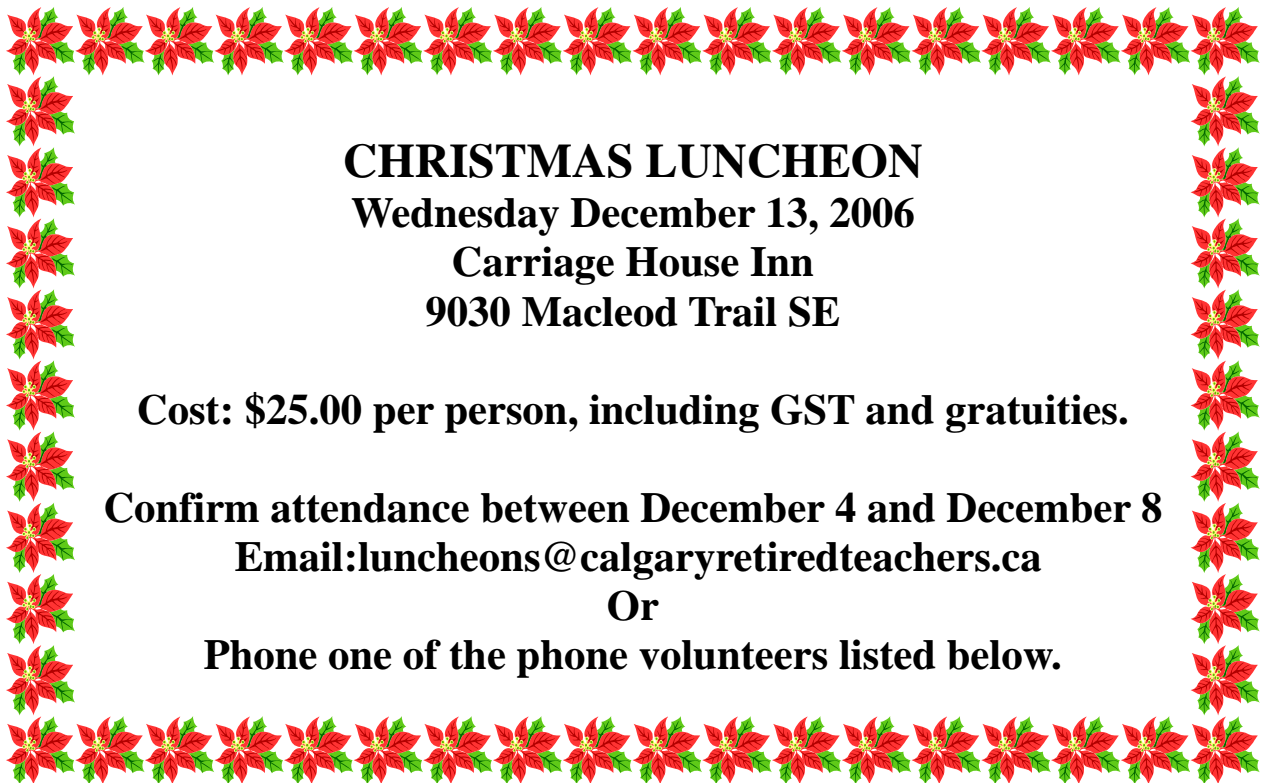 CHRISTMAS LUNCHEON
Wednesday December 13, 2006
Carriage House Inn
9030 Macleod Trail SE
Cost: $25.00 per person, including GST and gratuities.
Confirm attendance between December 4 and December 8
Email:luncheons@calgaryretiredteachers.ca
Or
Phone one of the phone volunteers listed below.